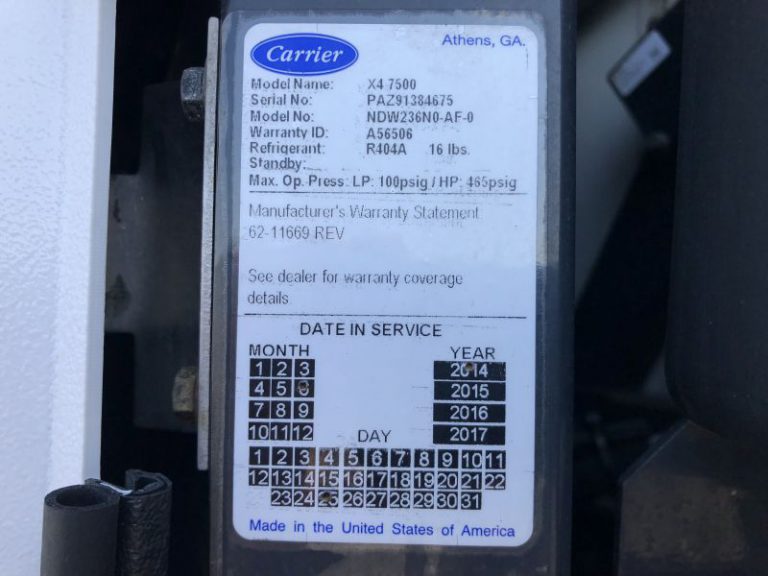 Carrier
Athens, GA.
Model Name: X4 7500
Serial No: PAZ91384675
Model No: NDW236N0-AF-0
Warranty ID: A56506
Refrigerant: R404A 16 lbs.
Standby:
Max. Op. Press: LP: 100psig / HP: 465psig
Manufacturer's Warranty Statement
62-11669 REV
See dealer for warranty coverage
details.
DATE IN SERVICE
MONTH YEAR
1 2 3 2014
4 5 6 2015
7 8 9 2016
10 11 12 2017
DAY
1 2 3 4 5 6 7 8 9 10 11
12 13 14 15 16 17 18 19 20 21 22
23 24 25 26 27 28 29 30 31
Made in the United States of America